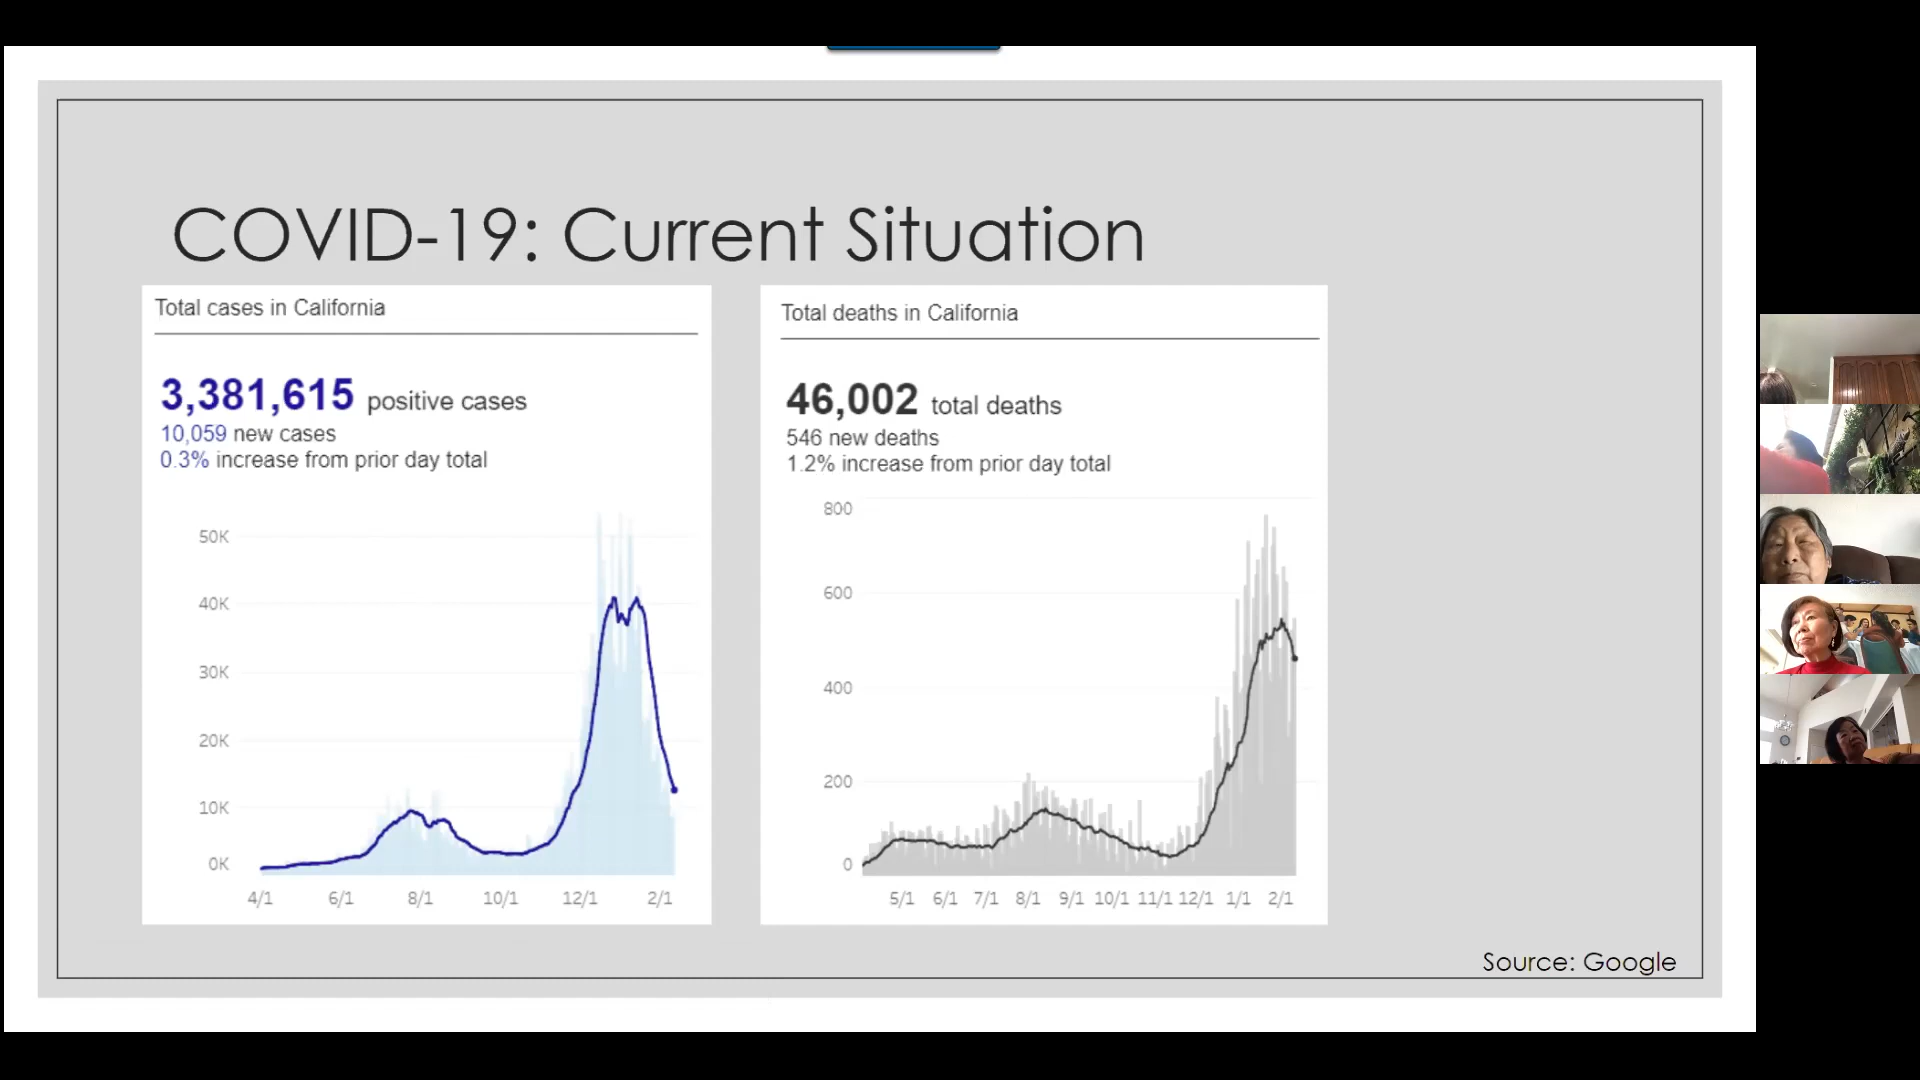 COVID-19: Current Situation
Total cases in California
3,381,615 positive cases
10,059 new cases
0.3% increase from prior day total
50K
40K
30K
20K
10K
0K
4/1 6/1 8/1 10/1 12/1 2/1
Total deaths in California
46,002 total deaths
546 new deaths
1.2% increase from prior day total
800
600
400
200
0
5/1 6/1 7/1 8/1 9/1 10/1 11/1 12/1 1/1 2/1
Source: Google